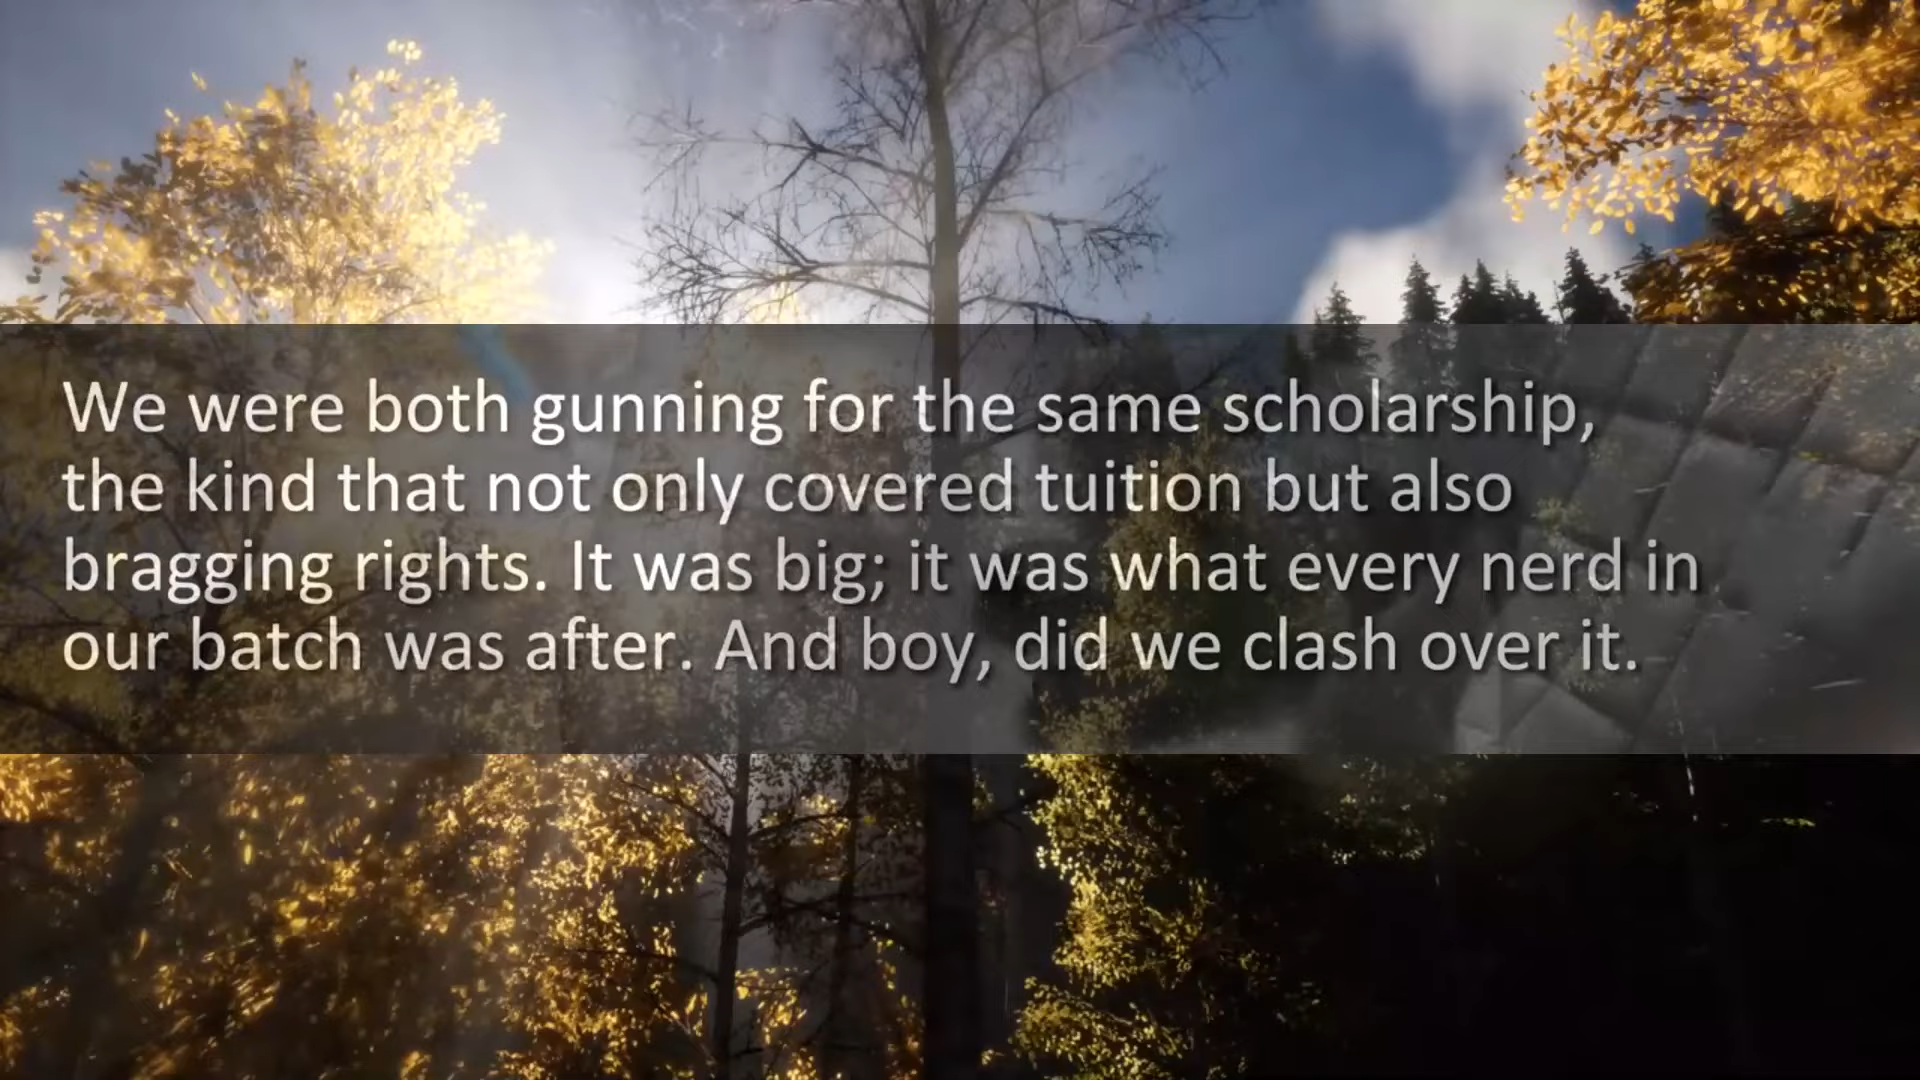 We were both gunning for the same scholarship,
the kind that not only covered tuition but also
bragging rights. It was big; it was what every nerd in
our batch was after. And boy, did we clash over it.